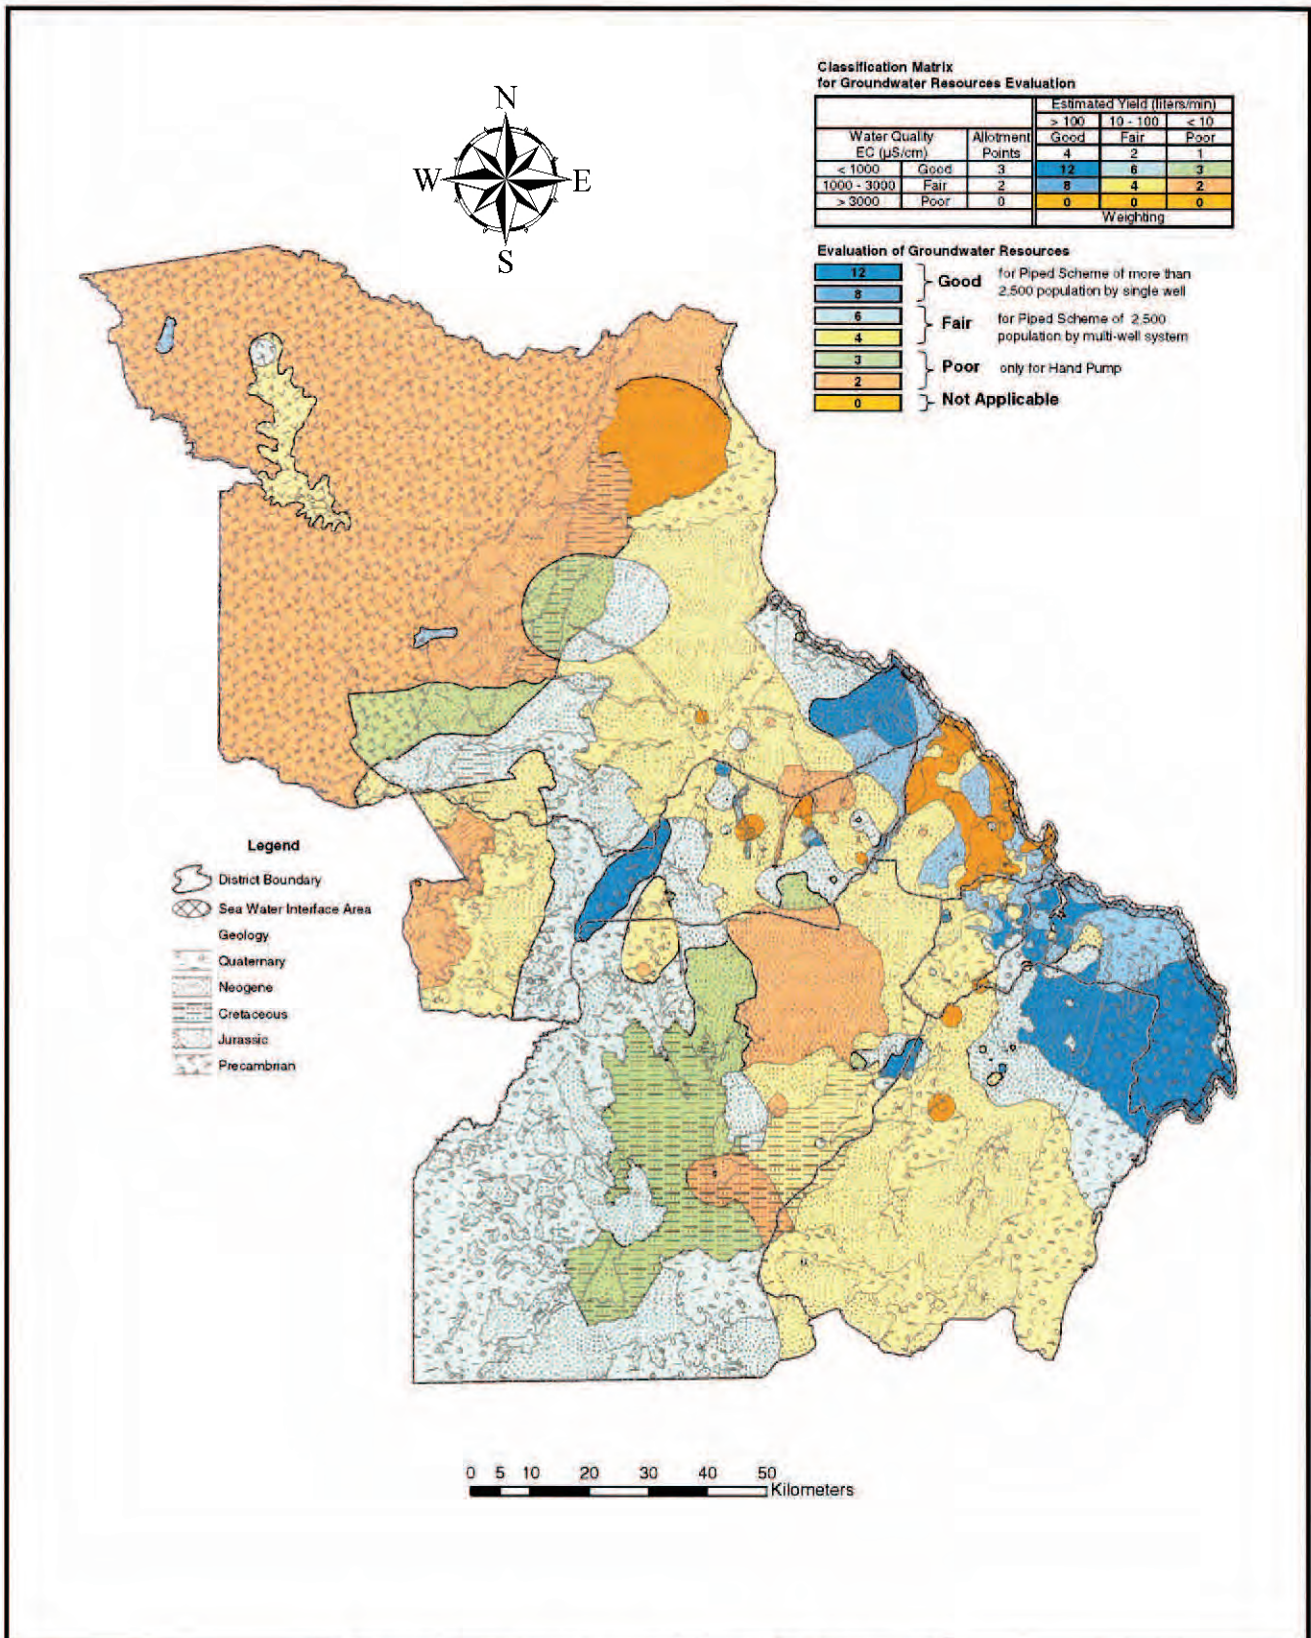 N
W E
S
Classification Matrix
for Groundwater Resources Evaluation
Estimated Yield (liters/min)
> 100 10 - 100 < 10
Water Quality Allotment Good Fair Poor
EC (µS/cm) Points 4 2 1
< 1000 Good 3 12 6 3
1000 - 3000 Fair 2 8 4 2
> 3000 Poor 0 0 0 0
Weighting
Evaluation of Groundwater Resources
12
8
Good
for Piped Scheme of more than
2,500 population by single well
6
4
Fair
for Piped Scheme of 2,500
population by multi-well system
3
2
Poor
only for Hand Pump
0
Not Applicable
Legend
District Boundary
Sea Water Interface Area
Geology
Quaternary
Neogene
Cretaceous
Jurassic
Precambrian
0 5 10 20 30 40 50
Kilometers